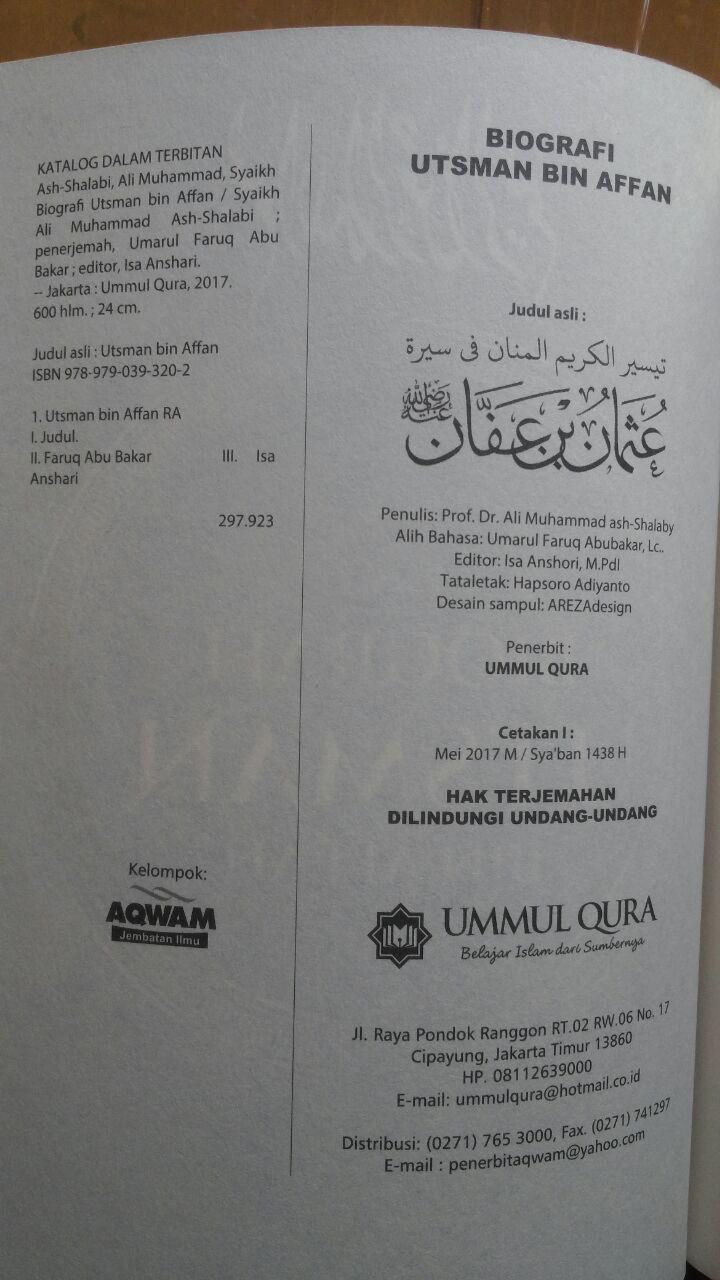 KATALOG DALAM TERBITAN
Ash-Shalabi, Ali Muhammad, Syaikh
Biografi Utsman bin Affan / Syaikh
Ali Muhammad Ash-Shalabi ;
penerjemah, Umarul Faruq Abu
Bakar ; editor, Isa Anshari.
-- Jakarta : Ummul Qura, 2017.
600 hlm. ; 24 cm.
Judul asli : Utsman bin Affan
ISBN 978-979-039-320-2
1. Utsman bin Affan RA
I. Judul.
II. Faruq Abu Bakar III. Isa
Anshari
297.923
Kelompok:
AQWAM
Jembatan Ilmu
BIOGRAFI
UTSMAN BIN AFFAN
Judul asli :
تيسير الكريم المنان في سيرة
عُثمَانُ بْنِ عَفَّان رَضِيَ اللهُ عَنْهُ
Penulis: Prof. Dr. Ali Muhammad ash-Shalaby
Alih Bahasa: Umarul Faruq Abubakar, Lc..
Editor: Isa Anshori, M.PdI
Tataletak: Hapsoro Adiyanto
Desain sampul: AREZAdesign
Penerbit :
UMMUL QURA
Cetakan I :
Mei 2017 M / Sya'ban 1438 H
HAK TERJEMAHAN
DILINDUNGI UNDANG-UNDANG
UMMUL QURA
Belajar Islam dari Sumbernya
Jl. Raya Pondok Ranggon RT.02 RW.06 No. 17
Cipayung, Jakarta Timur 13860
HP. 08112639000
E-mail: ummulqura@hotmail.co.id
Distribusi: (0271) 765 3000, Fax. (0271) 741297
E-mail : penerbitaqwam@yahoo.com